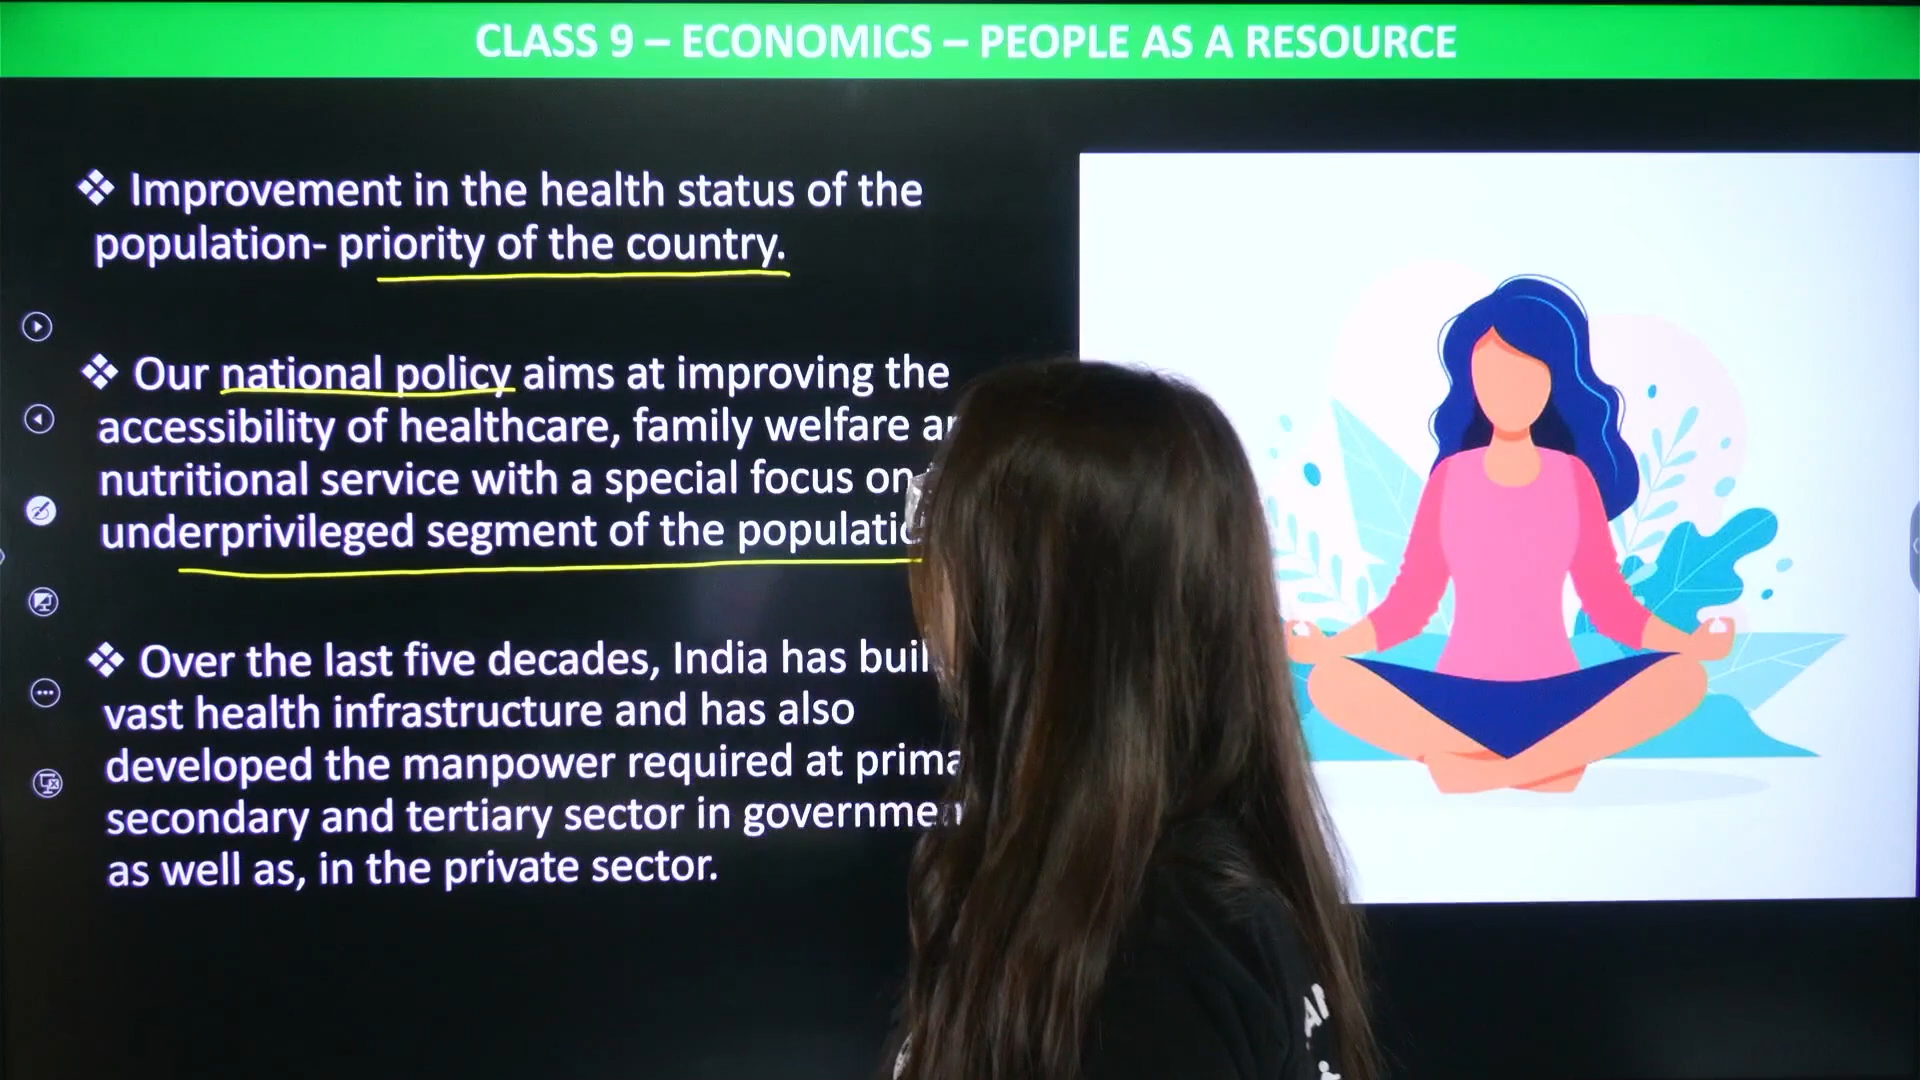 CLASS 9 – ECONOMICS – PEOPLE AS A RESOURCE
❖ Improvement in the health status of the
population- priority of the country.
❖ Our national policy aims at improving the
accessibility of healthcare, family welfare
nutritional service with a special focus on
underprivileged segment of the
❖ Over the last five decades, India has
vast health infrastructure and has also
developed the manpower required at
secondary and tertiary sector in
as well as, in the private sector.